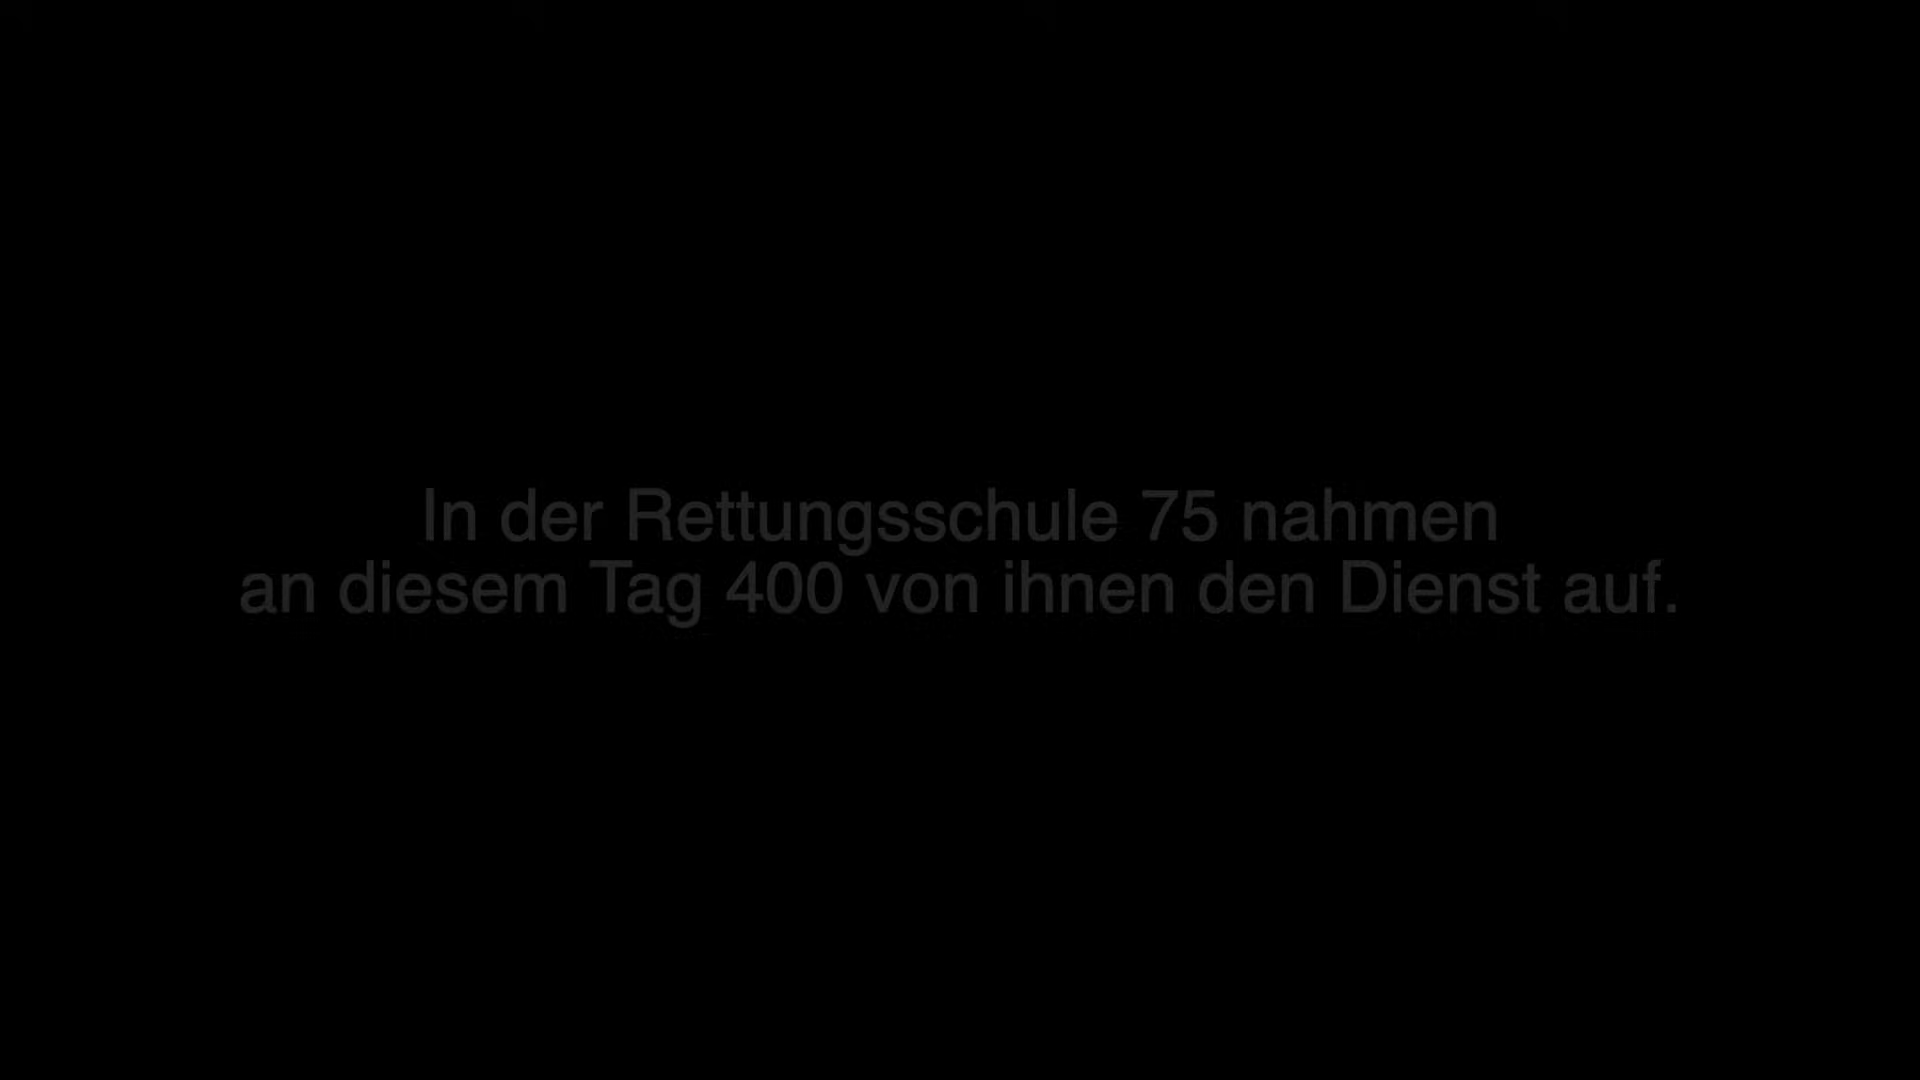 In der Rettungsschule 75 nahmen
an diesem Tag 400 von ihnen den Dienst auf.